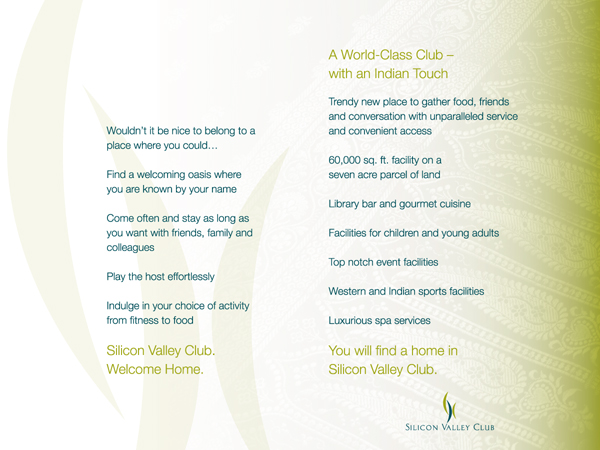 Wouldn't it be nice to belong to a
place where you could…
Find a welcoming oasis where
you are known by your name
Come often and stay as long as
you want with friends, family and
colleagues
Play the host effortlessly
Indulge in your choice of activity
from fitness to food
Silicon Valley Club.
Welcome Home.
A World-Class Club –
with an Indian Touch
Trendy new place to gather food, friends
and conversation with unparalleled service
and convenient access
60,000 sq. ft. facility on a
seven acre parcel of land
Library bar and gourmet cuisine
Facilities for children and young adults
Top notch event facilities
Western and Indian sports facilities
Luxurious spa services
You will find a home in
Silicon Valley Club.
SILICON VALLEY CLUB